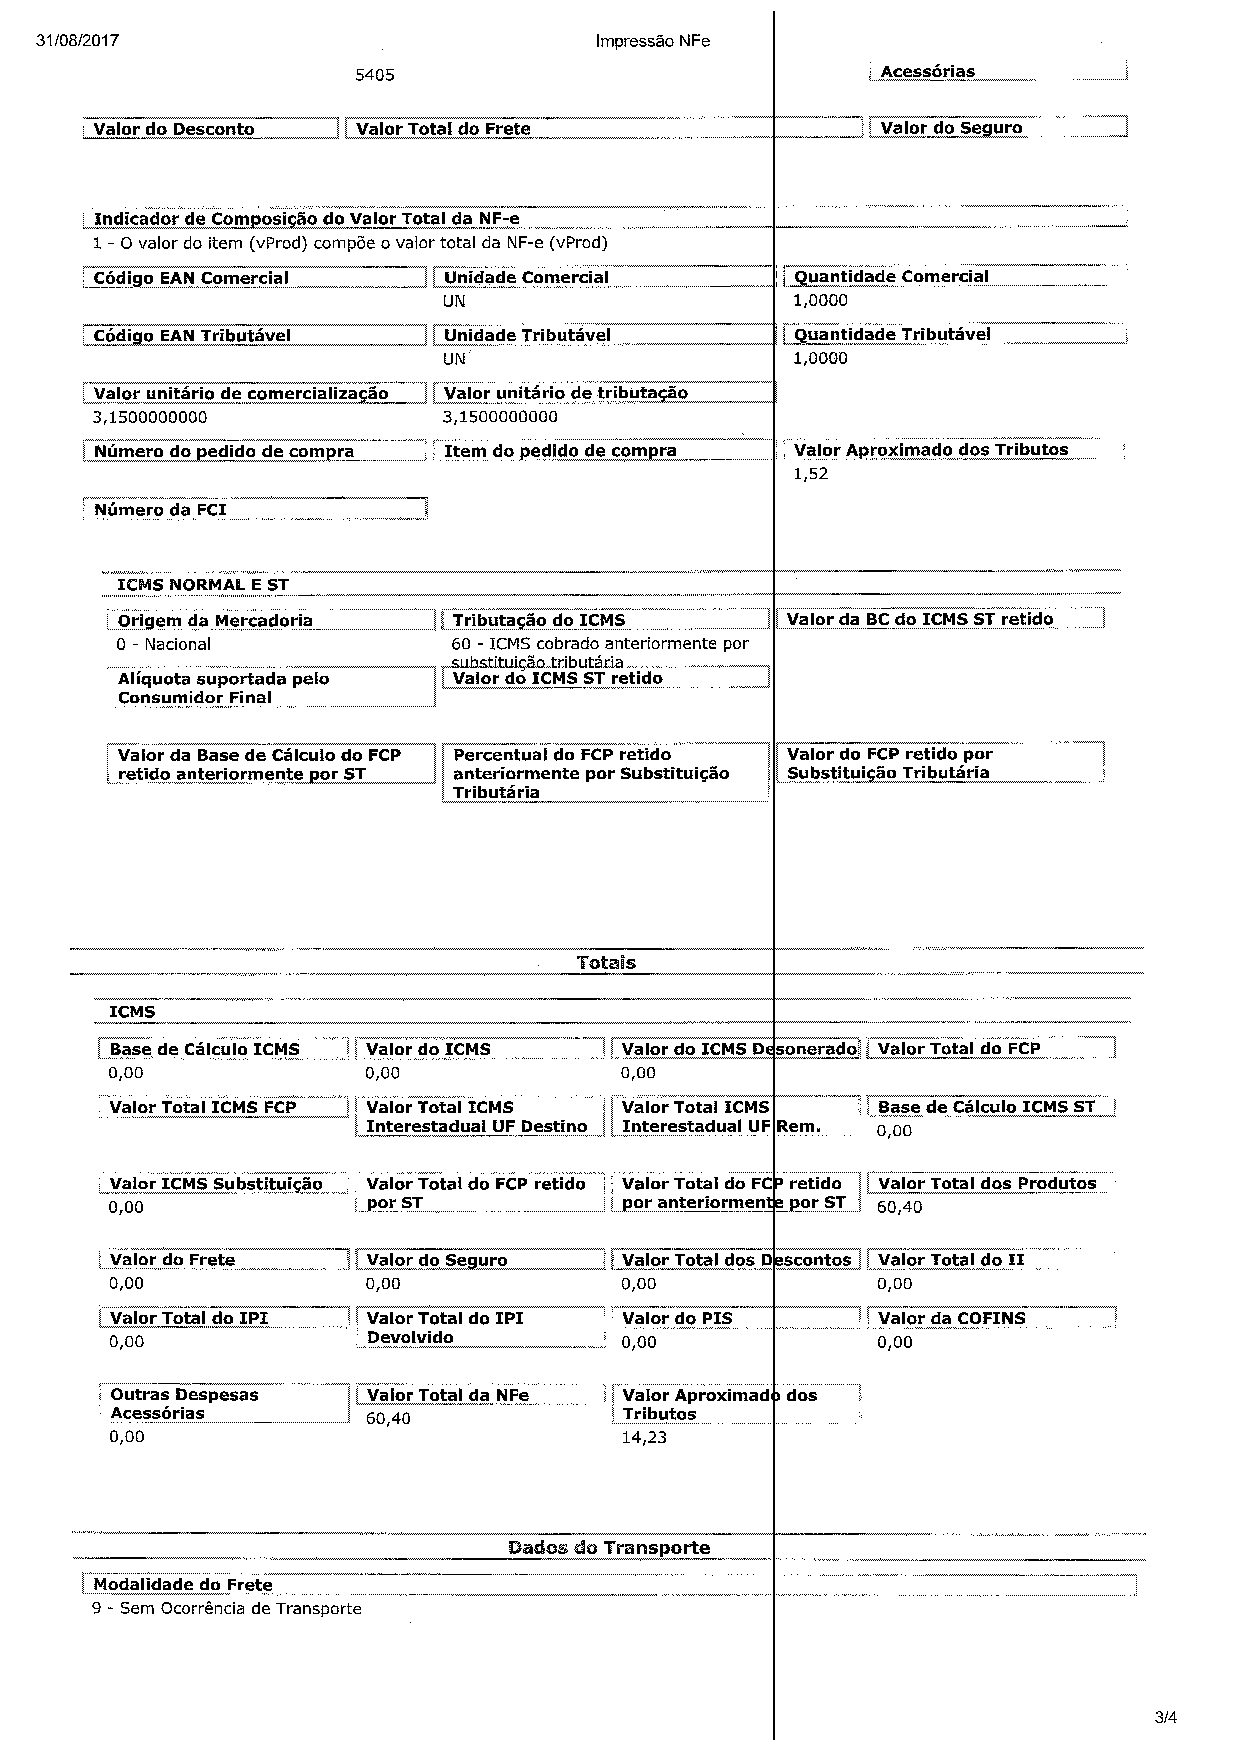 31/08/2017 Impressão NFe
5405 Acessórias
Valor do Desconto Valor Total do Frete Valor do Seguro
Indicador de Composição do Valor Total da NF-e
1 - O valor do item (vProd) compõe o valor total da NF-e (vProd)
Código EAN Comercial Unidade Comercial Quantidade Comercial
UN 1,0000
Código EAN Tributável Unidade Tributável Quantidade Tributável
UN 1,0000
Valor unitário de comercialização Valor unitário de tributação
3,1500000000 3,1500000000
Número do pedido de compra Item do pedido de compra Valor Aproximado dos Tributos
1,52
Número da FCI
ICMS NORMAL E ST
Origem da Mercadoria Tributação do ICMS Valor da BC do ICMS ST retido
0 - Nacional 60 - ICMS cobrado anteriormente por
substituição tributária
Alíquota suportada pelo Valor do ICMS ST retido
Consumidor Final
Valor da Base de Cálculo do FCP Percentual do FCP retido Valor do FCP retido por
retido anteriormente por ST anteriormente por Substituição Substituição Tributária
Tributária
Totais
ICMS
Base de Cálculo ICMS Valor do ICMS Valor do ICMS Desonerado Valor Total do FCP
0,00 0,00 0,00
Valor Total ICMS FCP Valor Total ICMS Valor Total ICMS Base de Cálculo ICMS ST
Interestadual UF Destino Interestadual UF Rem. 0,00
Valor ICMS Substituição Valor Total do FCP retido Valor Total do FCP retido Valor Total dos Produtos
0,00 por ST por anteriormente por ST 60,40
Valor do Frete Valor do Seguro Valor Total dos Descontos Valor Total do II
0,00 0,00 0,00 0,00
Valor Total do IPI Valor Total do IPI Valor do PIS Valor da COFINS
0,00 Devolvido 0,00 0,00
Outras Despesas Valor Total da NFe Valor Aproximado dos
Acessórias 60,40 Tributos
0,00 14,23
Dados do Transporte
Modalidade do Frete
9 - Sem Ocorrência de Transporte
3/4